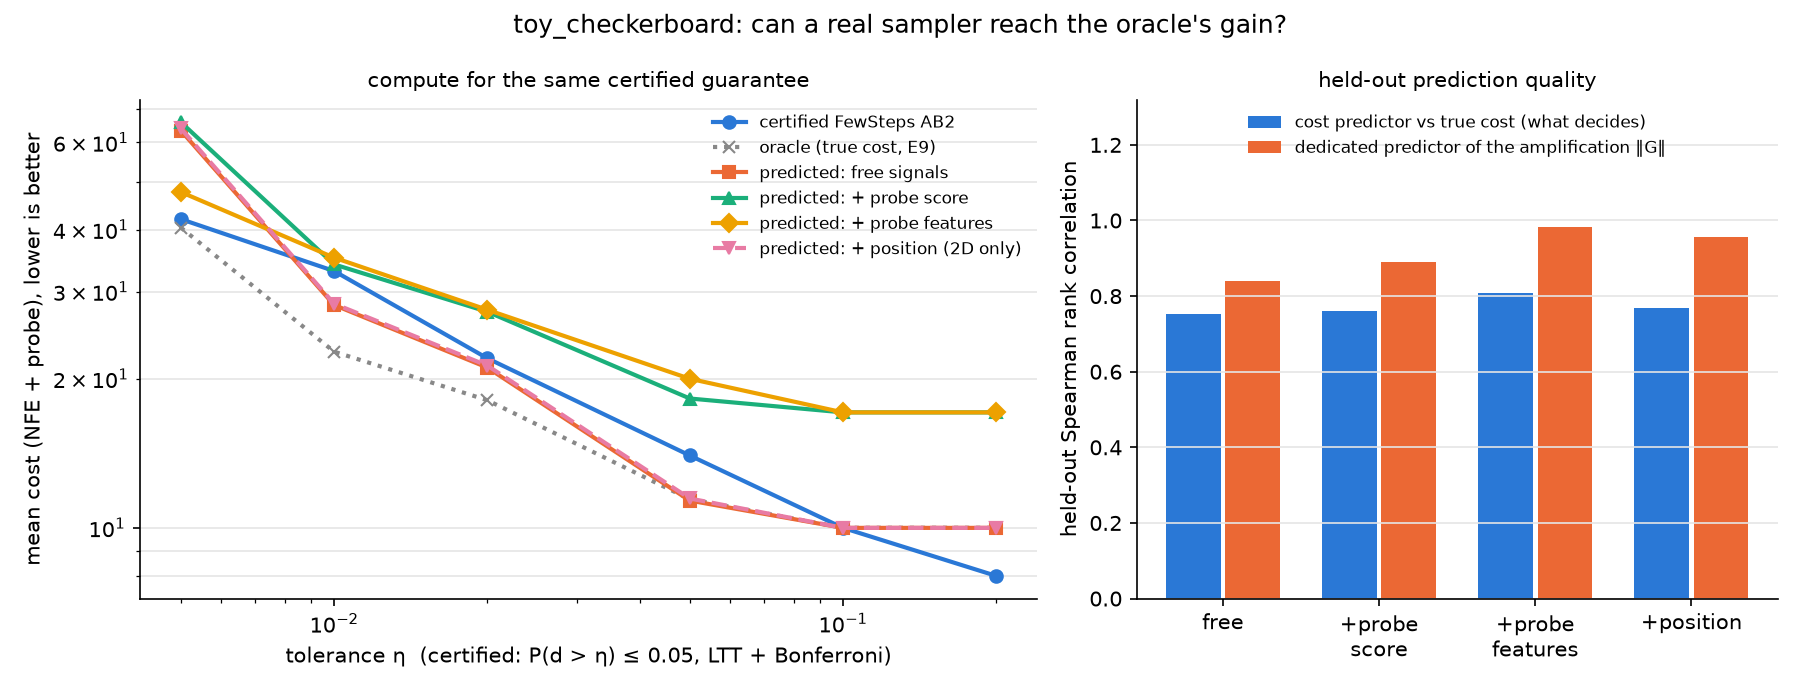 toy_checkerboard: can a real sampler reach the oracle's gain?
compute for the same certified guarantee
mean cost (NFE + probe), lower is better
6 × 10¹
4 × 10¹
3 × 10¹
2 × 10¹
10¹
certified FewSteps AB2
oracle (true cost, E9)
predicted: free signals
predicted: + probe score
predicted: + probe features
predicted: + position (2D only)
10⁻²
10⁻¹
tolerance η (certified: P(d > η) ≤ 0.05, LTT + Bonferroni)
held-out prediction quality
held-out Spearman rank correlation
cost predictor vs true cost (what decides)
dedicated predictor of the amplification ‖G‖
1.2
1.0
0.8
0.6
0.4
0.2
0.0
free
+probe
score
+probe
features
+position